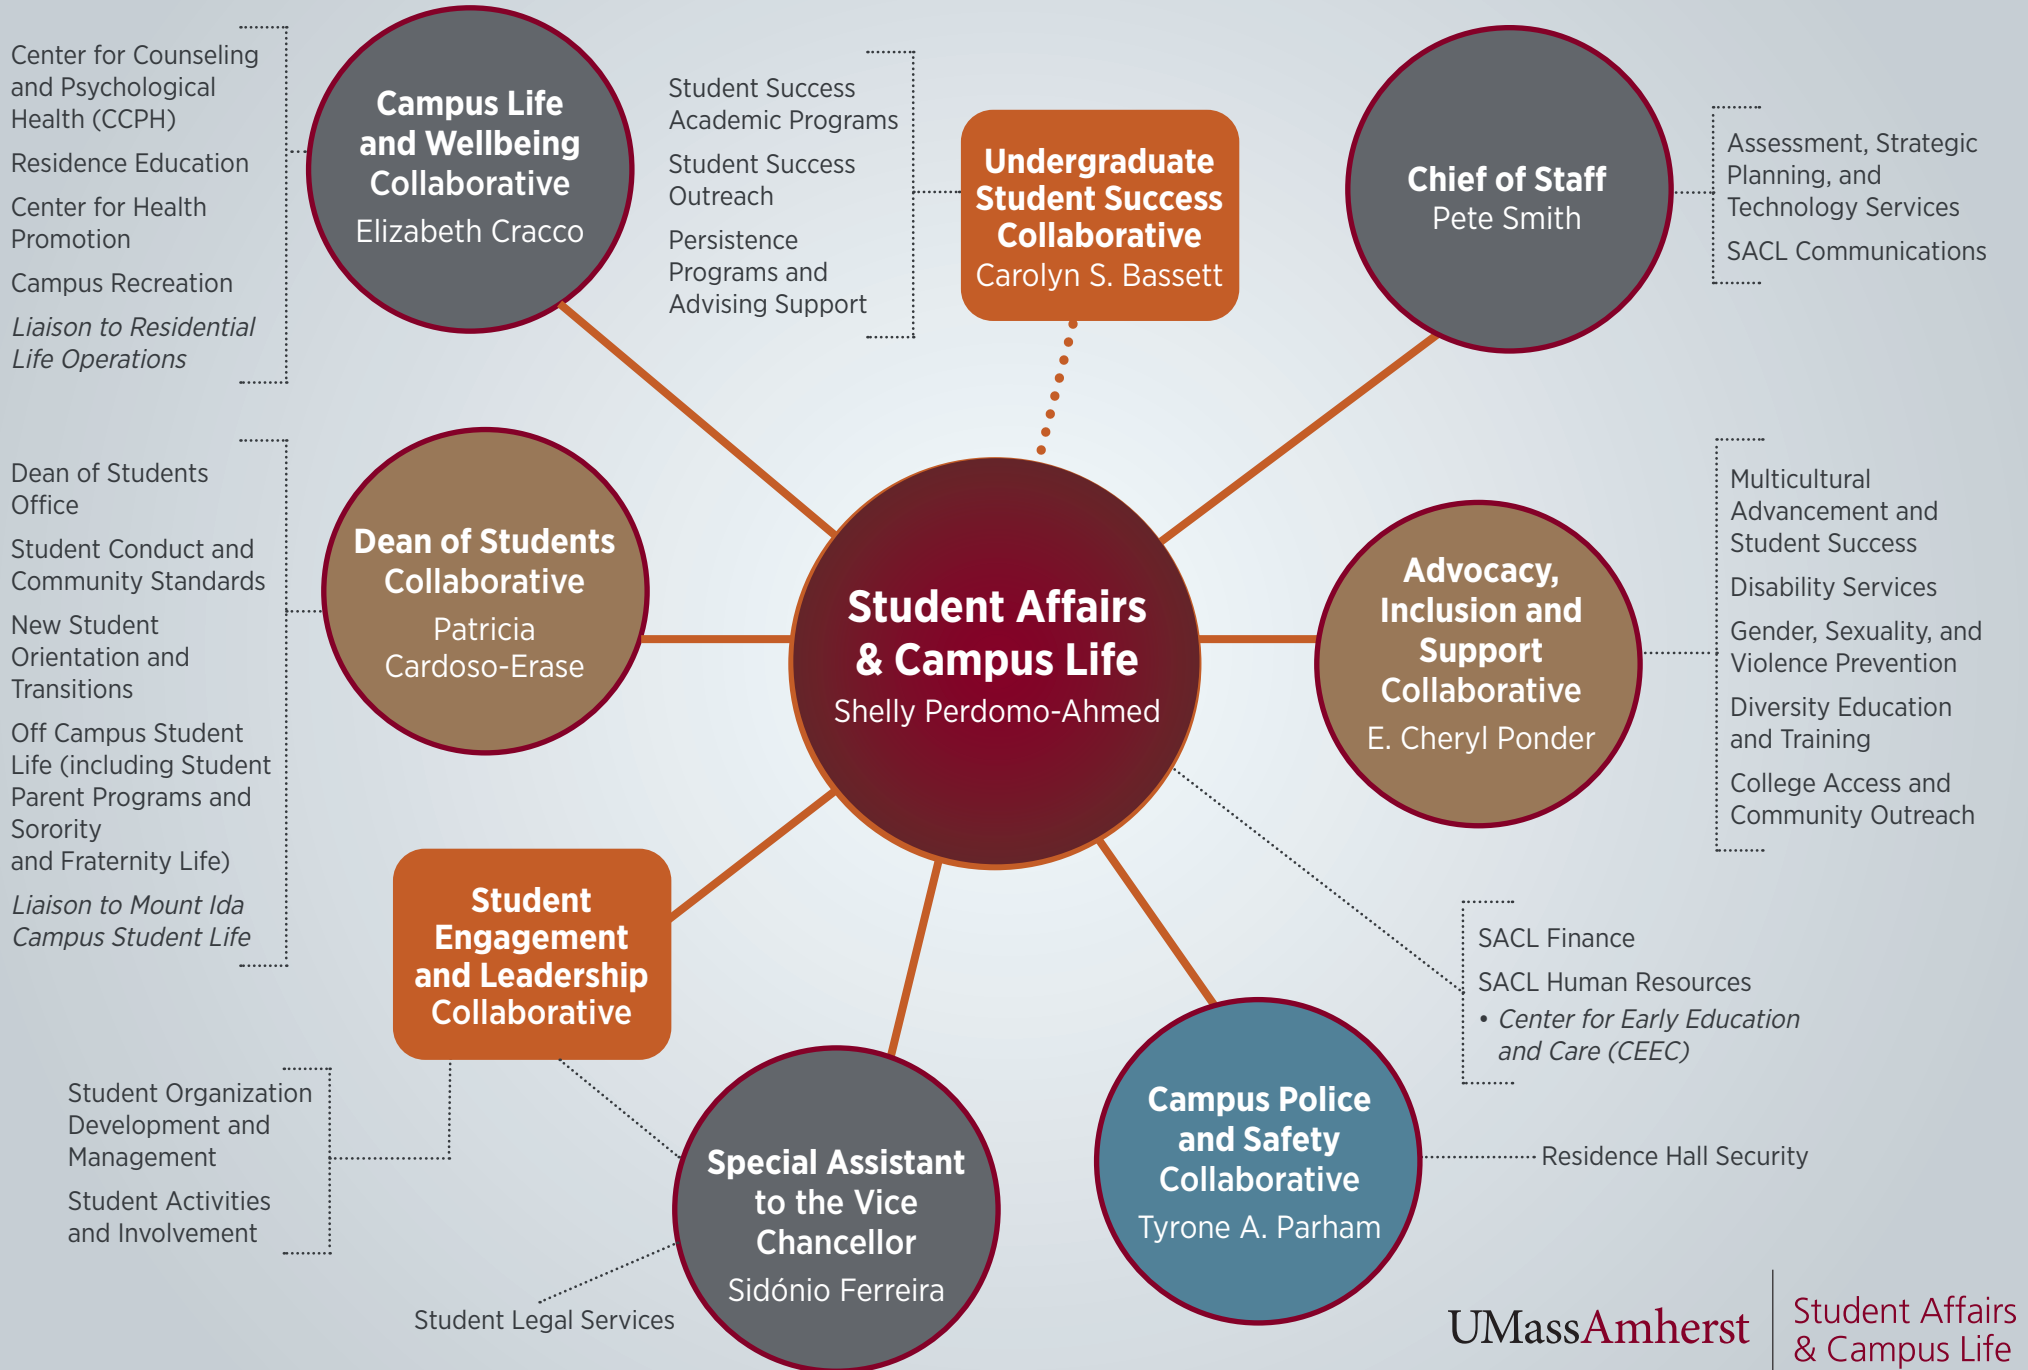 Center for Counseling
and Psychological
Health (CCPH)
Residence Education
Center for Health
Promotion
Campus Recreation
Liaison to Residential
Life Operations
Campus Life
and Wellbeing
Collaborative
Elizabeth Cracco
Student Success
Academic Programs
Student Success
Outreach
Persistence
Programs and
Advising Support
Undergraduate
Student Success
Collaborative
Carolyn S. Bassett
Chief of Staff
Pete Smith
Assessment, Strategic
Planning, and
Technology Services
SACL Communications
Dean of Students
Office
Student Conduct and
Community Standards
New Student
Orientation and
Transitions
Off Campus Student
Life (including Student
Parent Programs and
Sorority
and Fraternity Life)
Liaison to Mount Ida
Campus Student Life
Dean of Students
Collaborative
Patricia
Cardoso-Erase
Student Affairs
& Campus Life
Shelly Perdomo-Ahmed
Advocacy,
Inclusion and
Support
Collaborative
E. Cheryl Ponder
Multicultural
Advancement and
Student Success
Disability Services
Gender, Sexuality, and
Violence Prevention
Diversity Education
and Training
College Access and
Community Outreach
Student
Engagement
and Leadership
Collaborative
SACL Finance
SACL Human Resources
• Center for Early Education
and Care (CEEC)
Student Organization
Development and
Management
Student Activities
and Involvement
Special Assistant
to the Vice
Chancellor
Sidónio Ferreira
Student Legal Services
Campus Police
and Safety
Collaborative
Tyrone A. Parham
Residence Hall Security
UMassAmherst
Student Affairs
& Campus Life